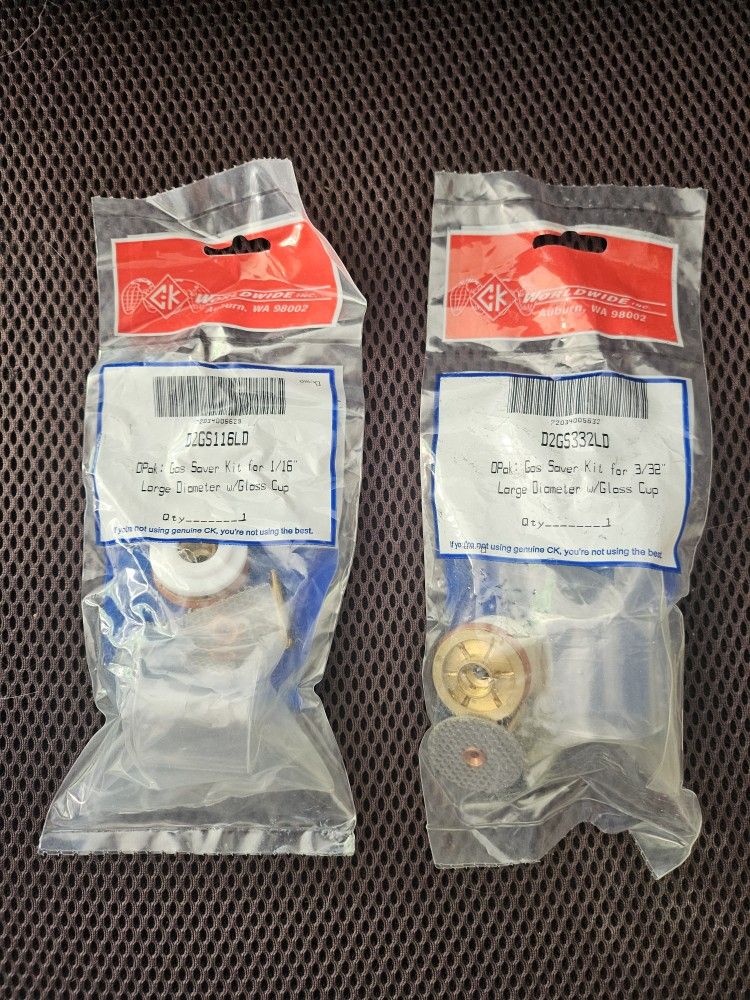 CK WORLDWIDE INC.
Auburn, WA 98002
D2GS116LD
DPak: Gas Saver Kit for 1/16"
Large Diameter w/Glass Cup
Qty_______1
If you're not using genuine CK, you're not using the best.
CK WORLDWIDE INC.
Auburn, WA 98002
D2GS332LD
DPak: Gas Saver Kit for 3/32"
Large Diameter w/Glass Cup
Qty_______1
If you're not using genuine CK, you're not using the best.